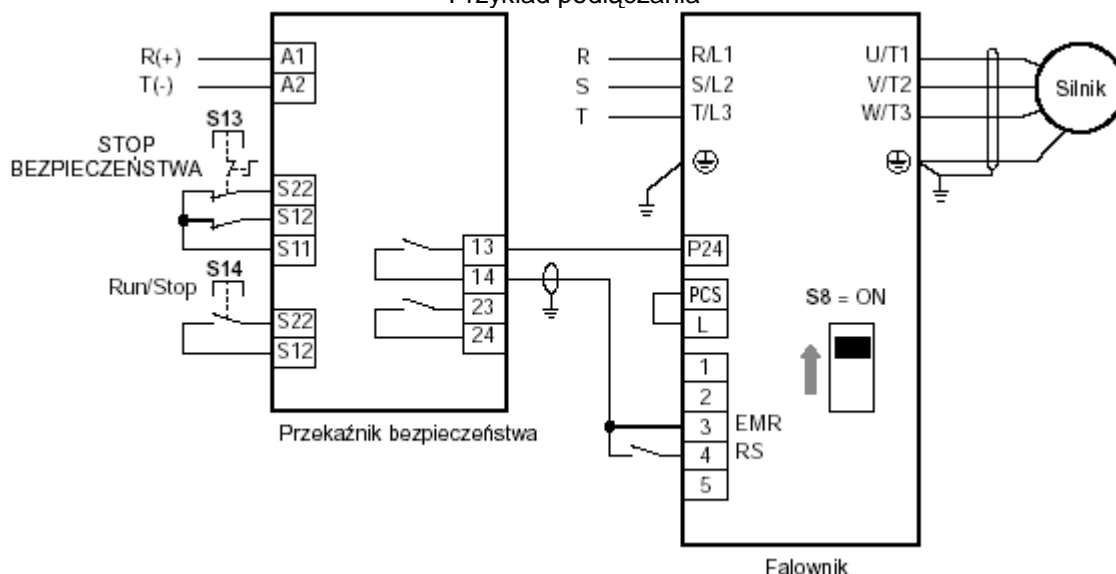 Przykład podłączania
R(+)
T(-)
A1
A2
S13
STOP
BEZPIECZEŃSTWA
S22
S12
S11
S14
Run/Stop
S22
S12
13
14
23
24
Przekaźnik bezpieczeństwa
R
S
T
R/L1
S/L2
T/L3
U/T1
V/T2
W/T3
Silnik
P24
PCS
L
S8 = ON
1
2
3
4
5
EMR
RS
Falownik